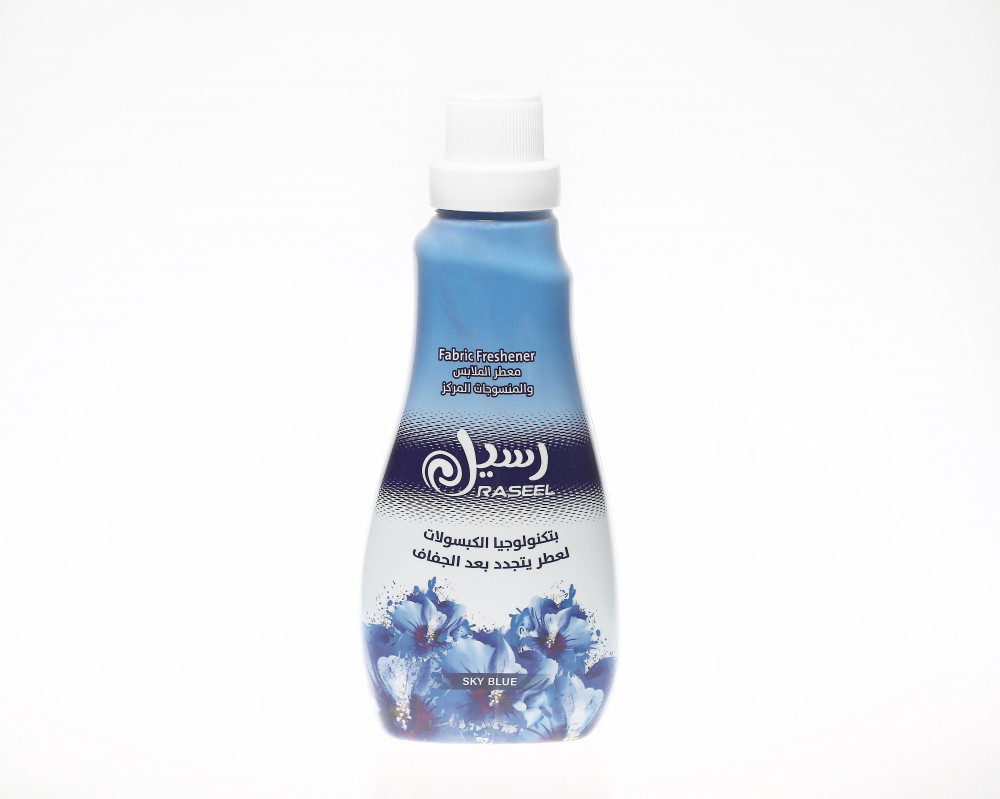 Fabric Freshener
معطر الملابس
والمنسوجات المركز
رسيل
RASEEL
بتكنولوجيا الكبسولات
لعطر يتجدد بعد الجفاف
SKY BLUE